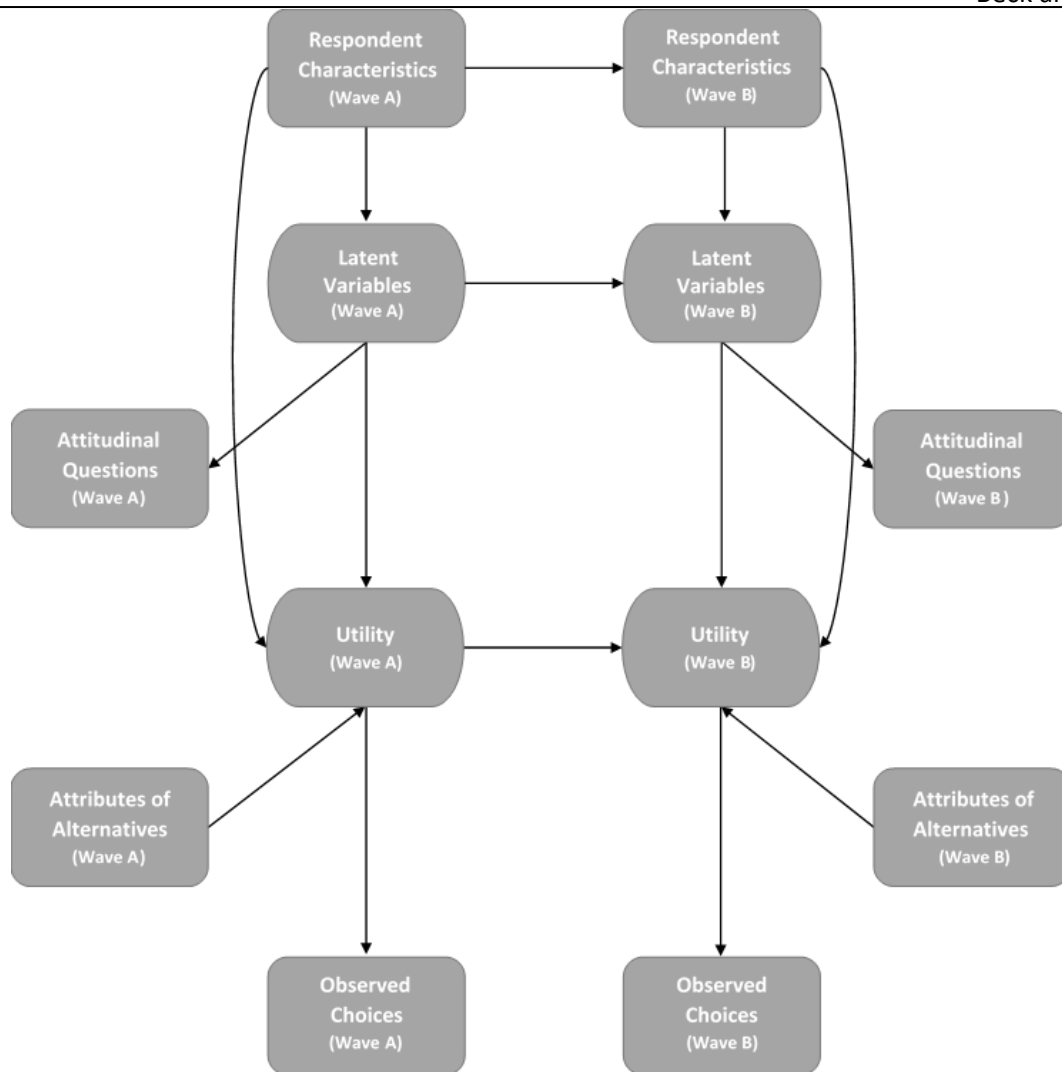 Respondent
Characteristics
(Wave A)
Respondent
Characteristics
(Wave B)
Latent
Variables
(Wave A)
Latent
Variables
(Wave B)
Attitudinal
Questions
(Wave A)
Attitudinal
Questions
(Wave B )
Utility
(Wave A)
Utility
(Wave B)
Attributes of
Alternatives
(Wave A)
Attributes of
Alternatives
(Wave B)
Observed
Choices
(Wave A)
Observed
Choices
(Wave B)